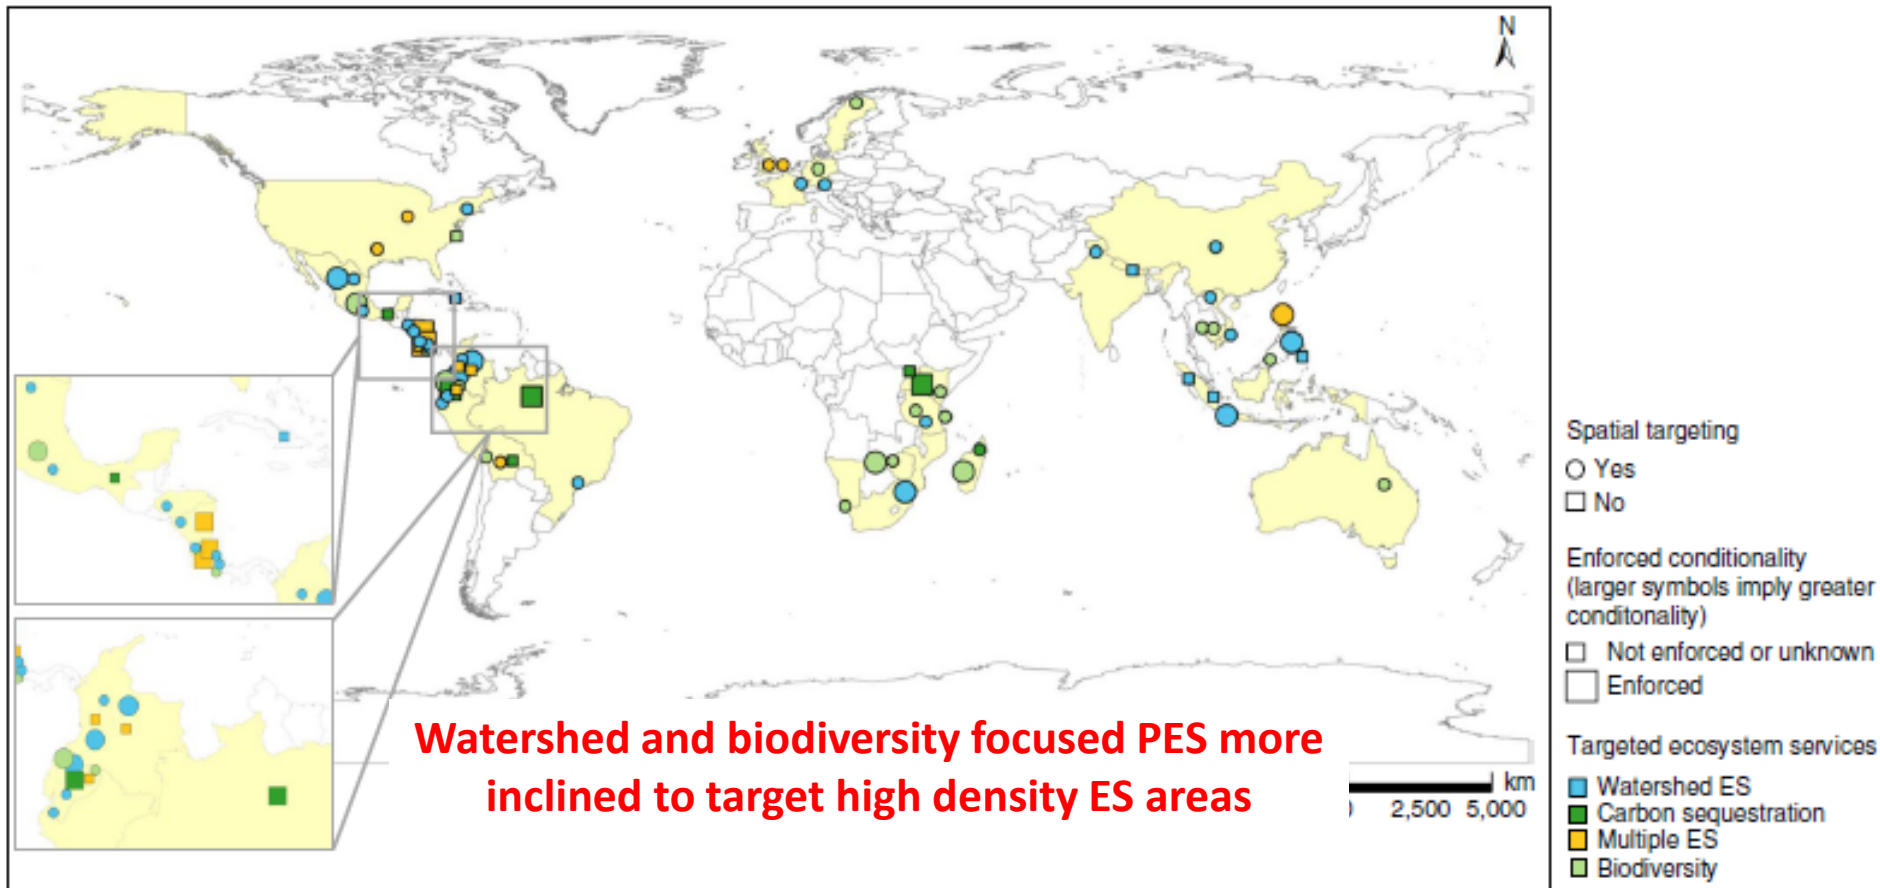 N
Watershed and biodiversity focused PES more
inclined to target high density ES areas
km
2,500 5,000
Spatial targeting
Yes
No
Enforced conditionality
(larger symbols imply greater
conditonality)
Not enforced or unknown
Enforced
Targeted ecosystem services
Watershed ES
Carbon sequestration
Multiple ES
Biodiversity